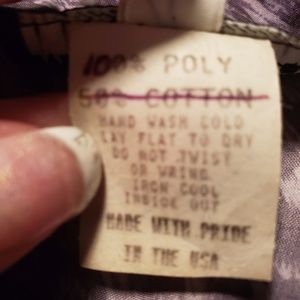 100% POLY
50% COTTON
HAND WASH COLD
LAY FLAT TO DRY
DO NOT TWIST
OR WRING
IRON COOL
INSIDE OUT
MADE WITH PRIDE
IN THE USA